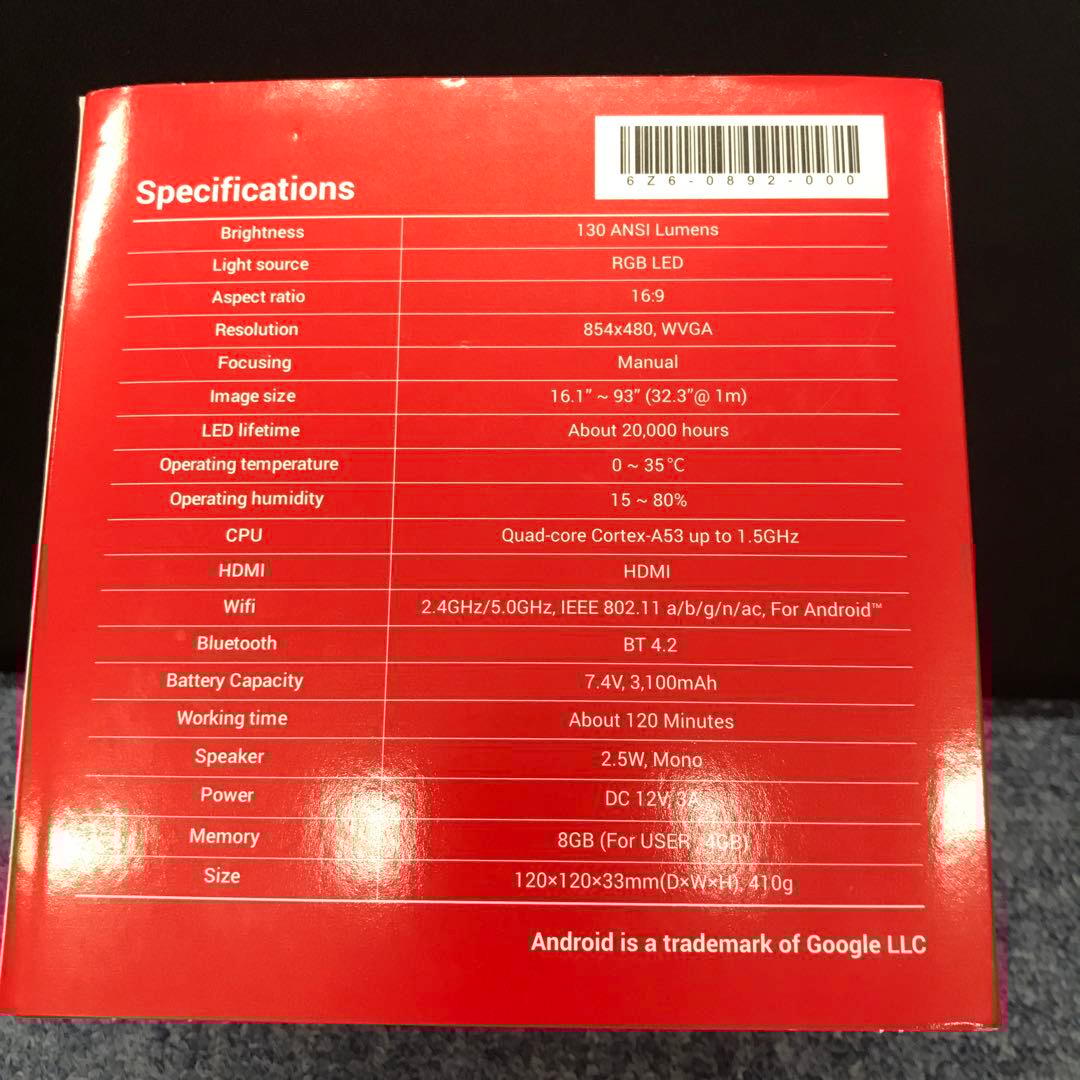 6Z6-0892-000
Specifications
Brightness 130 ANSI Lumens
Light source RGB LED
Aspect ratio 16:9
Resolution 854x480, WVGA
Focusing Manual
Image size 16.1” ~ 93” (32.3”@ 1m)
LED lifetime About 20,000 hours
Operating temperature 0 ~ 35℃
Operating humidity 15 ~ 80%
CPU Quad-core Cortex-A53 up to 1.5GHz
HDMI HDMI
Wifi 2.4GHz/5.0GHz, IEEE 802.11 a/b/g/n/ac, For Android™
Bluetooth BT 4.2
Battery Capacity 7.4V, 3,100mAh
Working time About 120 Minutes
Speaker 2.5W, Mono
Power DC 12V, 3A
Memory 8GB (For USER 4GB)
Size 120×120×33mm(D×W×H), 410g
Android is a trademark of Google LLC